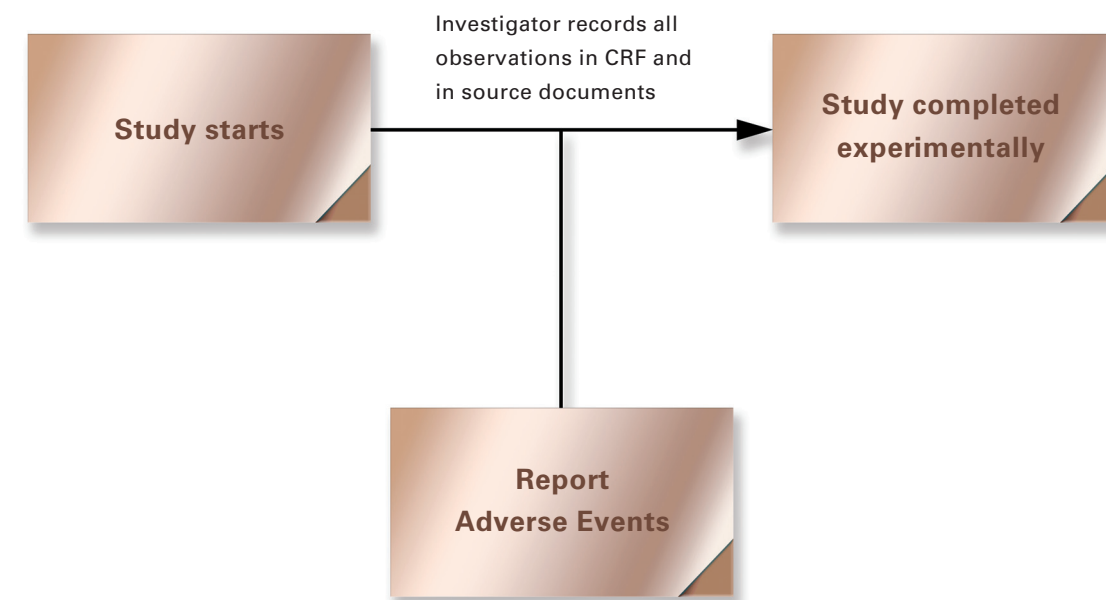 Investigator records all
observations in CRF and
in source documents
Study starts
Study completed
experimentally
Report
Adverse Events